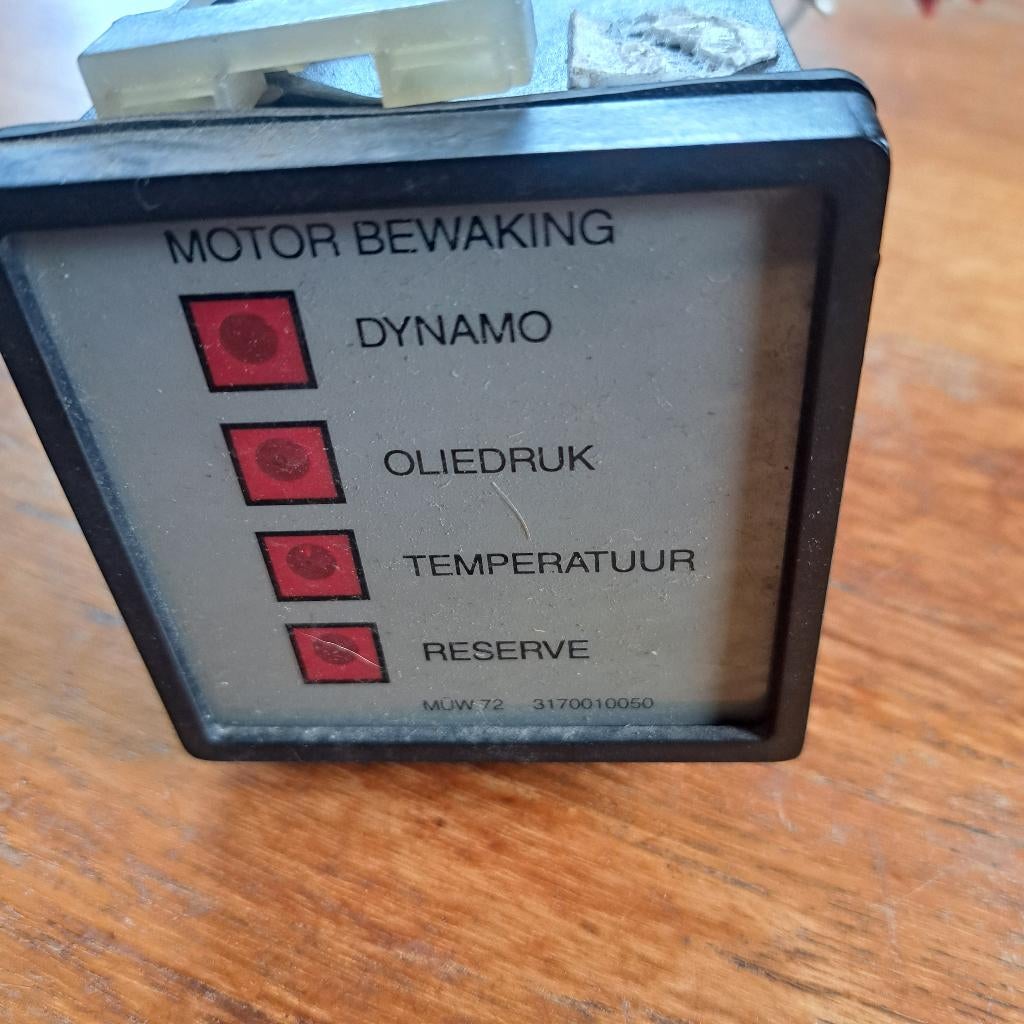 MOTOR BEWAKING
DYNAMO
OLIEDRUK
TEMPERATUUR
RESERVE
MÜW 72 3170010050